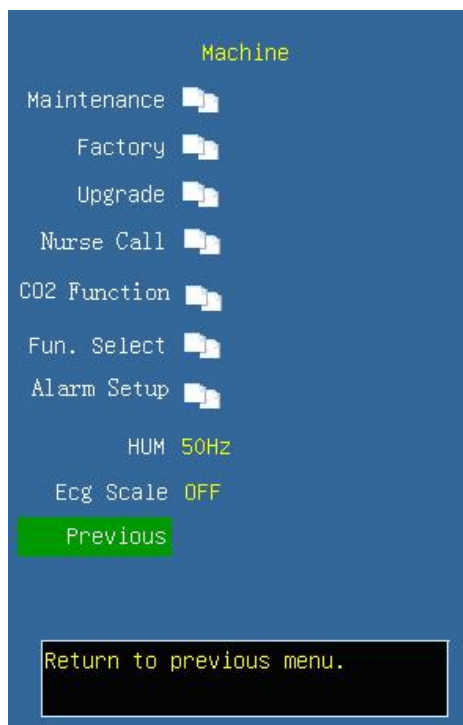 Machine
Maintenance
Factory
Upgrade
Nurse Call
CO2 Function
Fun. Select
Alarm Setup
HUM 50Hz
Ecg Scale OFF
Previous
Return to previous menu.